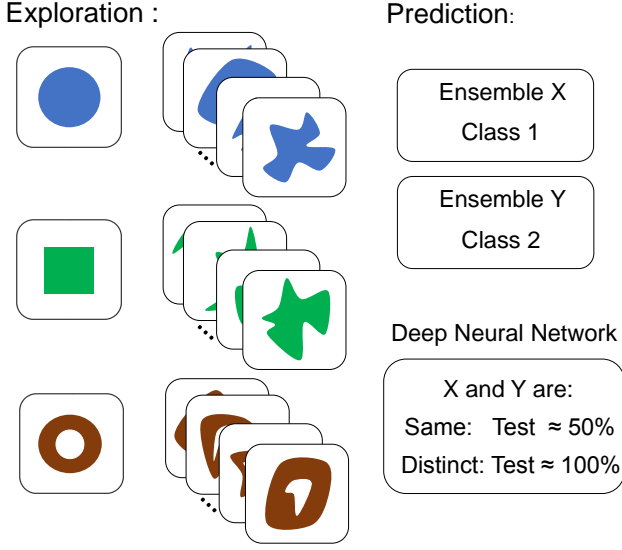 Exploration :
Prediction:
Ensemble X
Class 1
Ensemble Y
Class 2
Deep Neural Network
X and Y are:
Same: Test ≈ 50%
Distinct: Test ≈ 100%